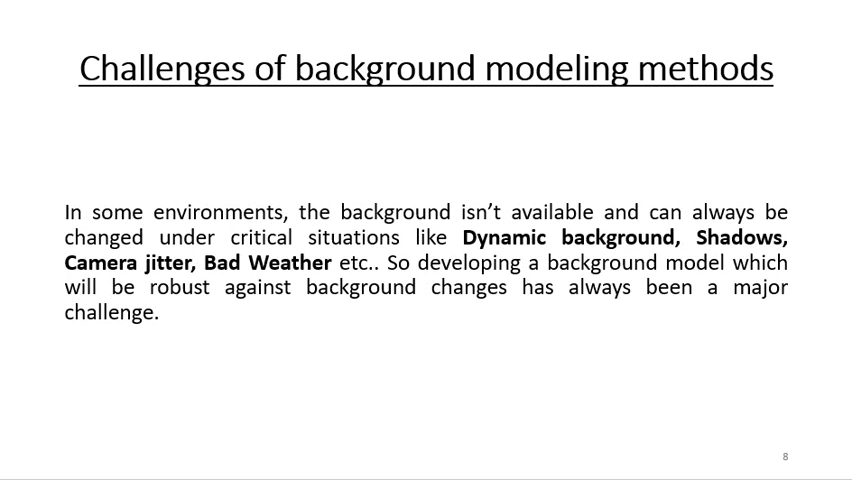 Challenges of background modeling methods
In some environments, the background isn’t available and can always be
changed under critical situations like Dynamic background, Shadows,
Camera jitter, Bad Weather etc.. So developing a background model which
will be robust against background changes has always been a major
challenge.
8